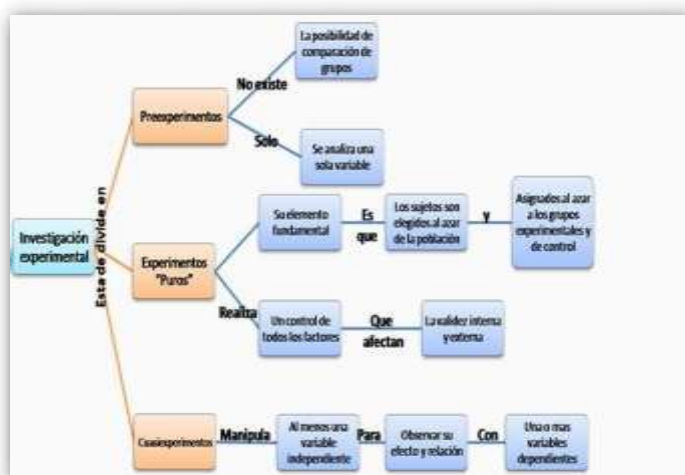 Investigación
experimental
Esta de divide en
Preexperimentos
No existe
La posibilidad de
comparación de
grupos
Solo
Se analiza una
sola variable
Experimentos
"Puros"
Su elemento
fundamental
Es
que
Los sujetos son
elegidos al azar
de la población
y
Asignados al azar
a los grupos
experimentales y
de control
Realiza
Un control de
todos los factores
Que
afectan
La validez interna
y externa
Cuasiexperimentos
Manipula
Al menos una
variable
independiente
Para
Observar su
efecto y relación
Con
Una o mas
variables
dependientes